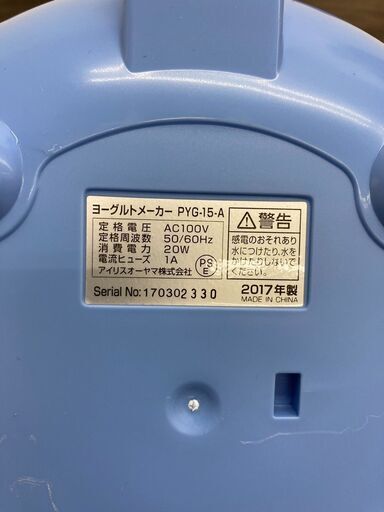 ヨーグルトメーカー PYG-15-A
定格電圧 AC100V
定格周波数 50/60Hz
消費電力 20W
電流ヒューズ 1A
アイリスオーヤマ株式会社
PS
E
Serial No: 170302330
⚠警告
感電のおそれあり
水につけたり、水を
かけたりしないで
ください
2017年製
MADE IN CHINA